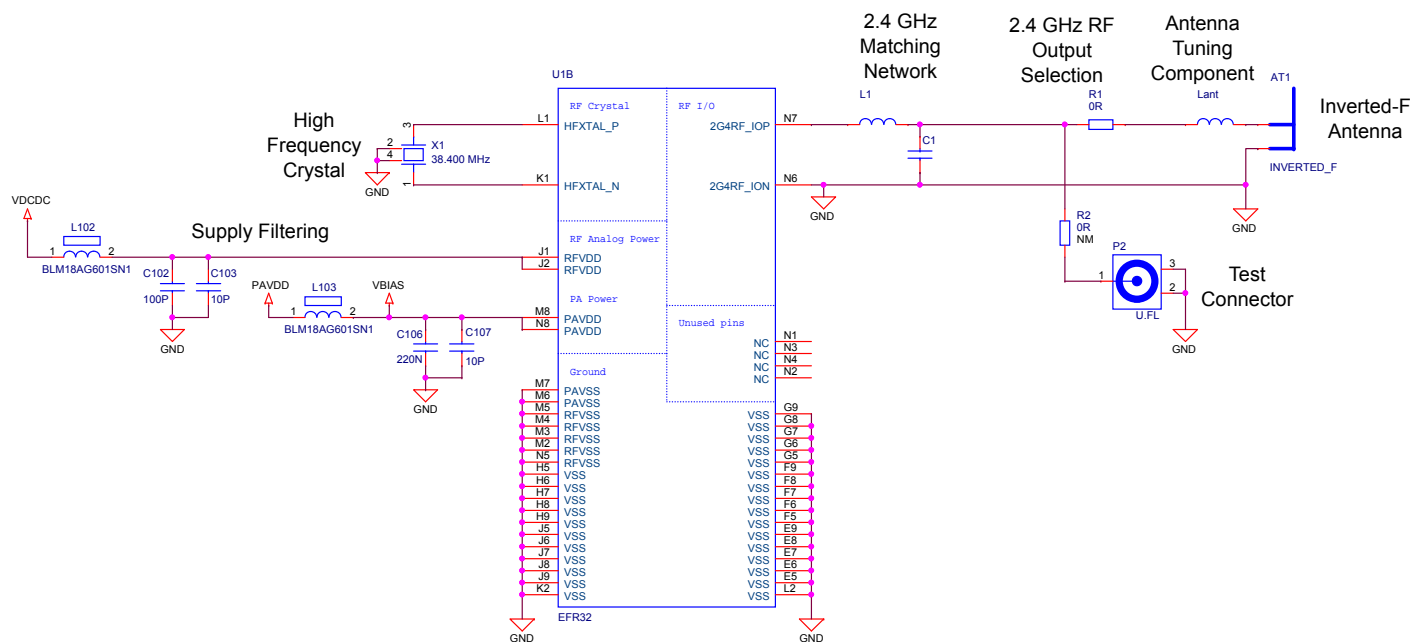 2.4 GHz
Matching
Network
2.4 GHz RF
Output
Selection
Antenna
Tuning
Component
Inverted-F
Antenna
AT1
INVERTED_F
L1
R1
0R
Lant
C1
U1B
RF Crystal
RF I/O
High
Frequency
Crystal
3
2
4
1
X1
38.400 MHz
GND
L1
HFXTAL_P
K1
HFXTAL_N
2G4RF_IOP
N7
2G4RF_ION
N6
GND
GND
R2
0R
NM
P2
1
3
2
U.FL
GND
Test
Connector
VDCDC
L102
1
2
BLM18AG601SN1
Supply Filtering
C102
100P
C103
10P
GND
RF Analog Power
J1
RFVDD
J2
RFVDD
PAVDD
L103
1
2
BLM18AG601SN1
VBIAS
C106
220N
C107
10P
GND
PA Power
M8
PAVDD
N8
PAVDD
Unused pins
NC N1
NC N3
NC N4
NC N2
Ground
M7 PAVSS
M6 PAVSS
M5 RFVSS
M4 RFVSS
M3 RFVSS
M2 RFVSS
N5 RFVSS
H5 VSS
H6 VSS
H7 VSS
H8 VSS
H9 VSS
J5 VSS
J6 VSS
J7 VSS
J8 VSS
J9 VSS
K2 VSS
VSS G9
VSS G8
VSS G7
VSS G6
VSS G5
VSS F9
VSS F8
VSS F7
VSS F6
VSS F5
VSS E9
VSS E8
VSS E7
VSS E6
VSS E5
VSS L2
GND
EFR32
GND